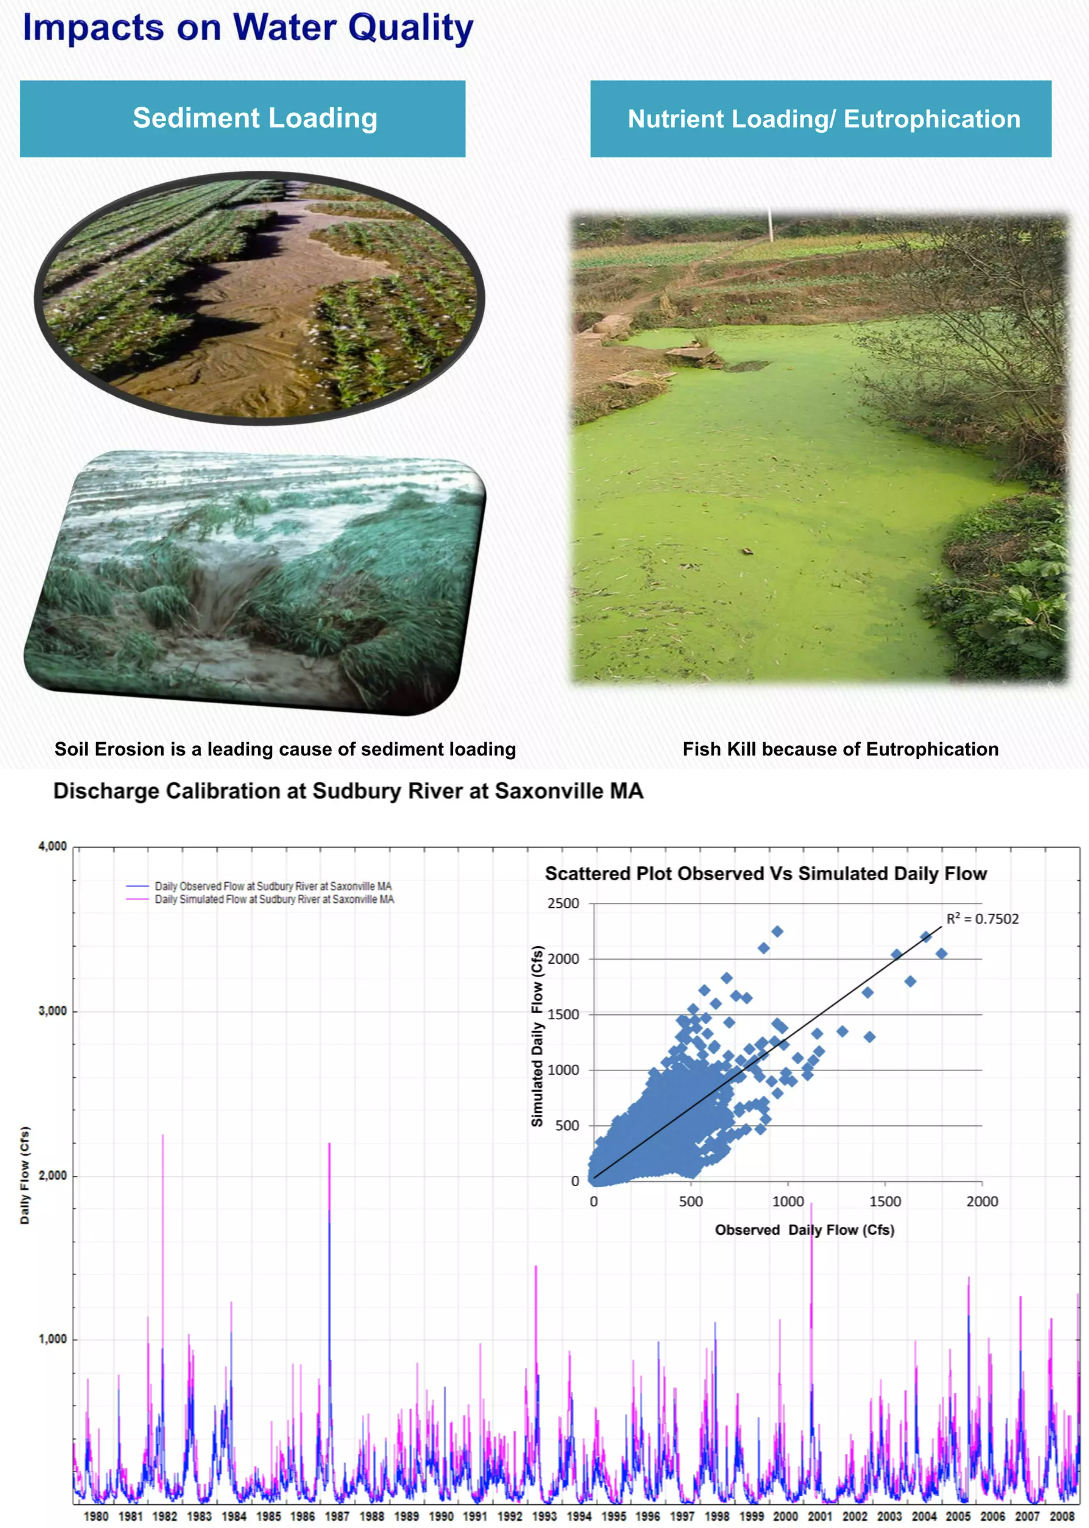 Impacts on Water Quality
Sediment Loading
Nutrient Loading/ Eutrophication
Soil Erosion is a leading cause of sediment loading
Fish Kill because of Eutrophication
Discharge Calibration at Sudbury River at Saxonville MA
4,000
3,000
2,000
1,000
Daily Flow (Cfs)
Daily Observed Flow at Sudbury River at Saxonville MA
Daily Simulated Flow at Sudbury River at Saxonville MA
Scattered Plot Observed Vs Simulated Daily Flow
R² = 0.7502
2500
2000
1500
1000
500
0
Simulated Daily Flow (Cfs)
0 500 1000 1500 2000
Observed Daily Flow (Cfs)
1980 1981 1982 1983 1984 1985 1986 1987 1988 1989 1990 1991 1992 1993 1994 1995 1996 1997 1998 1999 2000 2001 2002 2003 2004 2005 2006 2007 2008